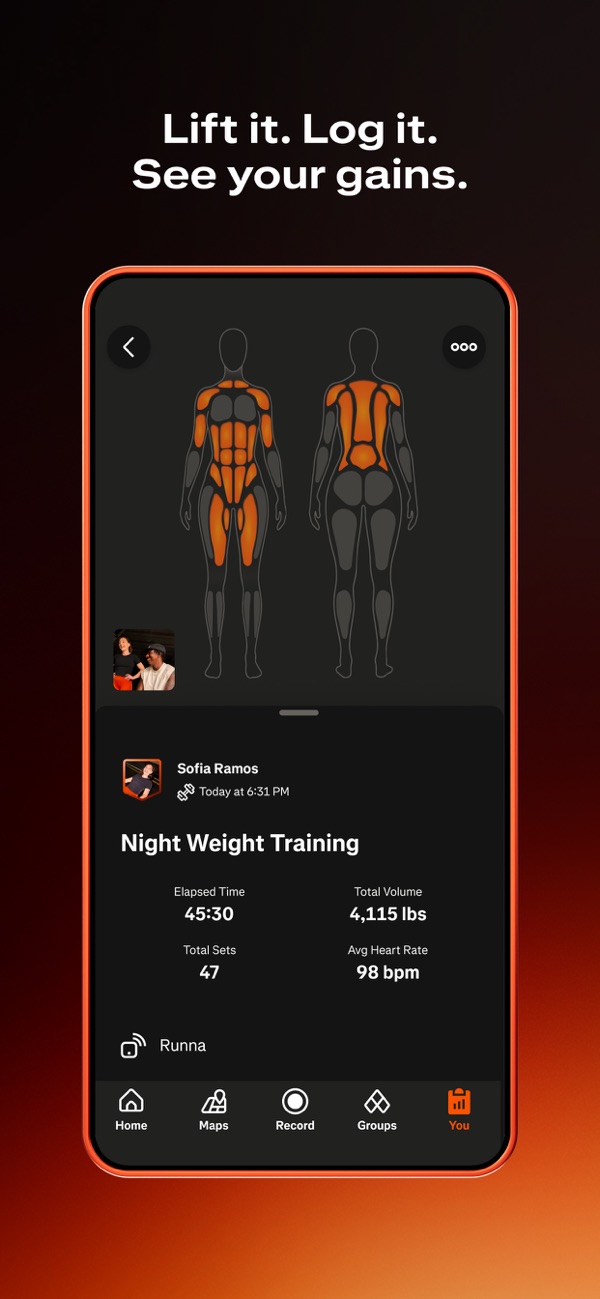 Lift it. Log it.
See your gains.
Sofia Ramos
Today at 6:31 PM
Night Weight Training
Elapsed Time
45:30
Total Volume
4,115 lbs
Total Sets
47
Avg Heart Rate
98 bpm
Runna
Home
Maps
Record
Groups
You